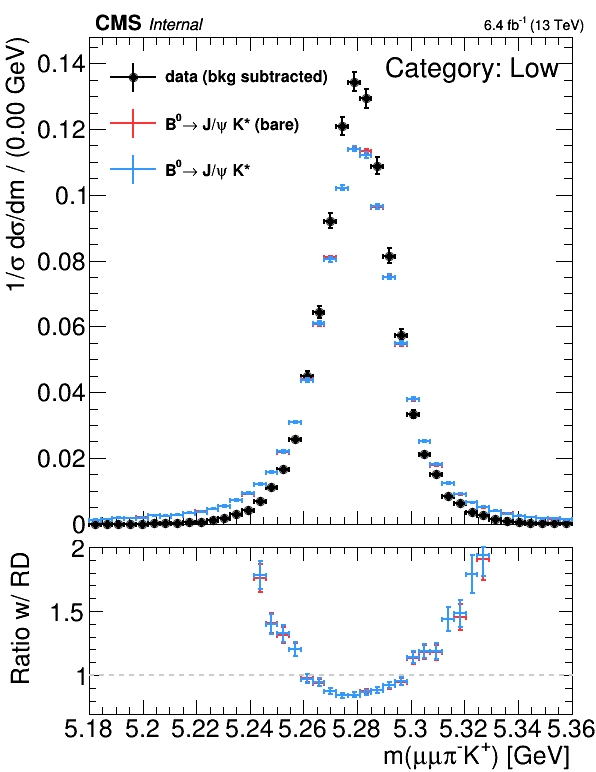 CMS Internal 6.4 fb⁻¹ (13 TeV)
Category: Low
data (bkg subtracted)
B⁰→ J/ψ K* (bare)
B⁰→ J/ψ K*
1/σ dσ/dm / (0.00 GeV)
0.14
0.12
0.1
0.08
0.06
0.04
0.02
0
Ratio w/ RD
2
1.5
1
5.18 5.2 5.22 5.24 5.26 5.28 5.3 5.32 5.34 5.36
m(μμπ⁻K⁺) [GeV]